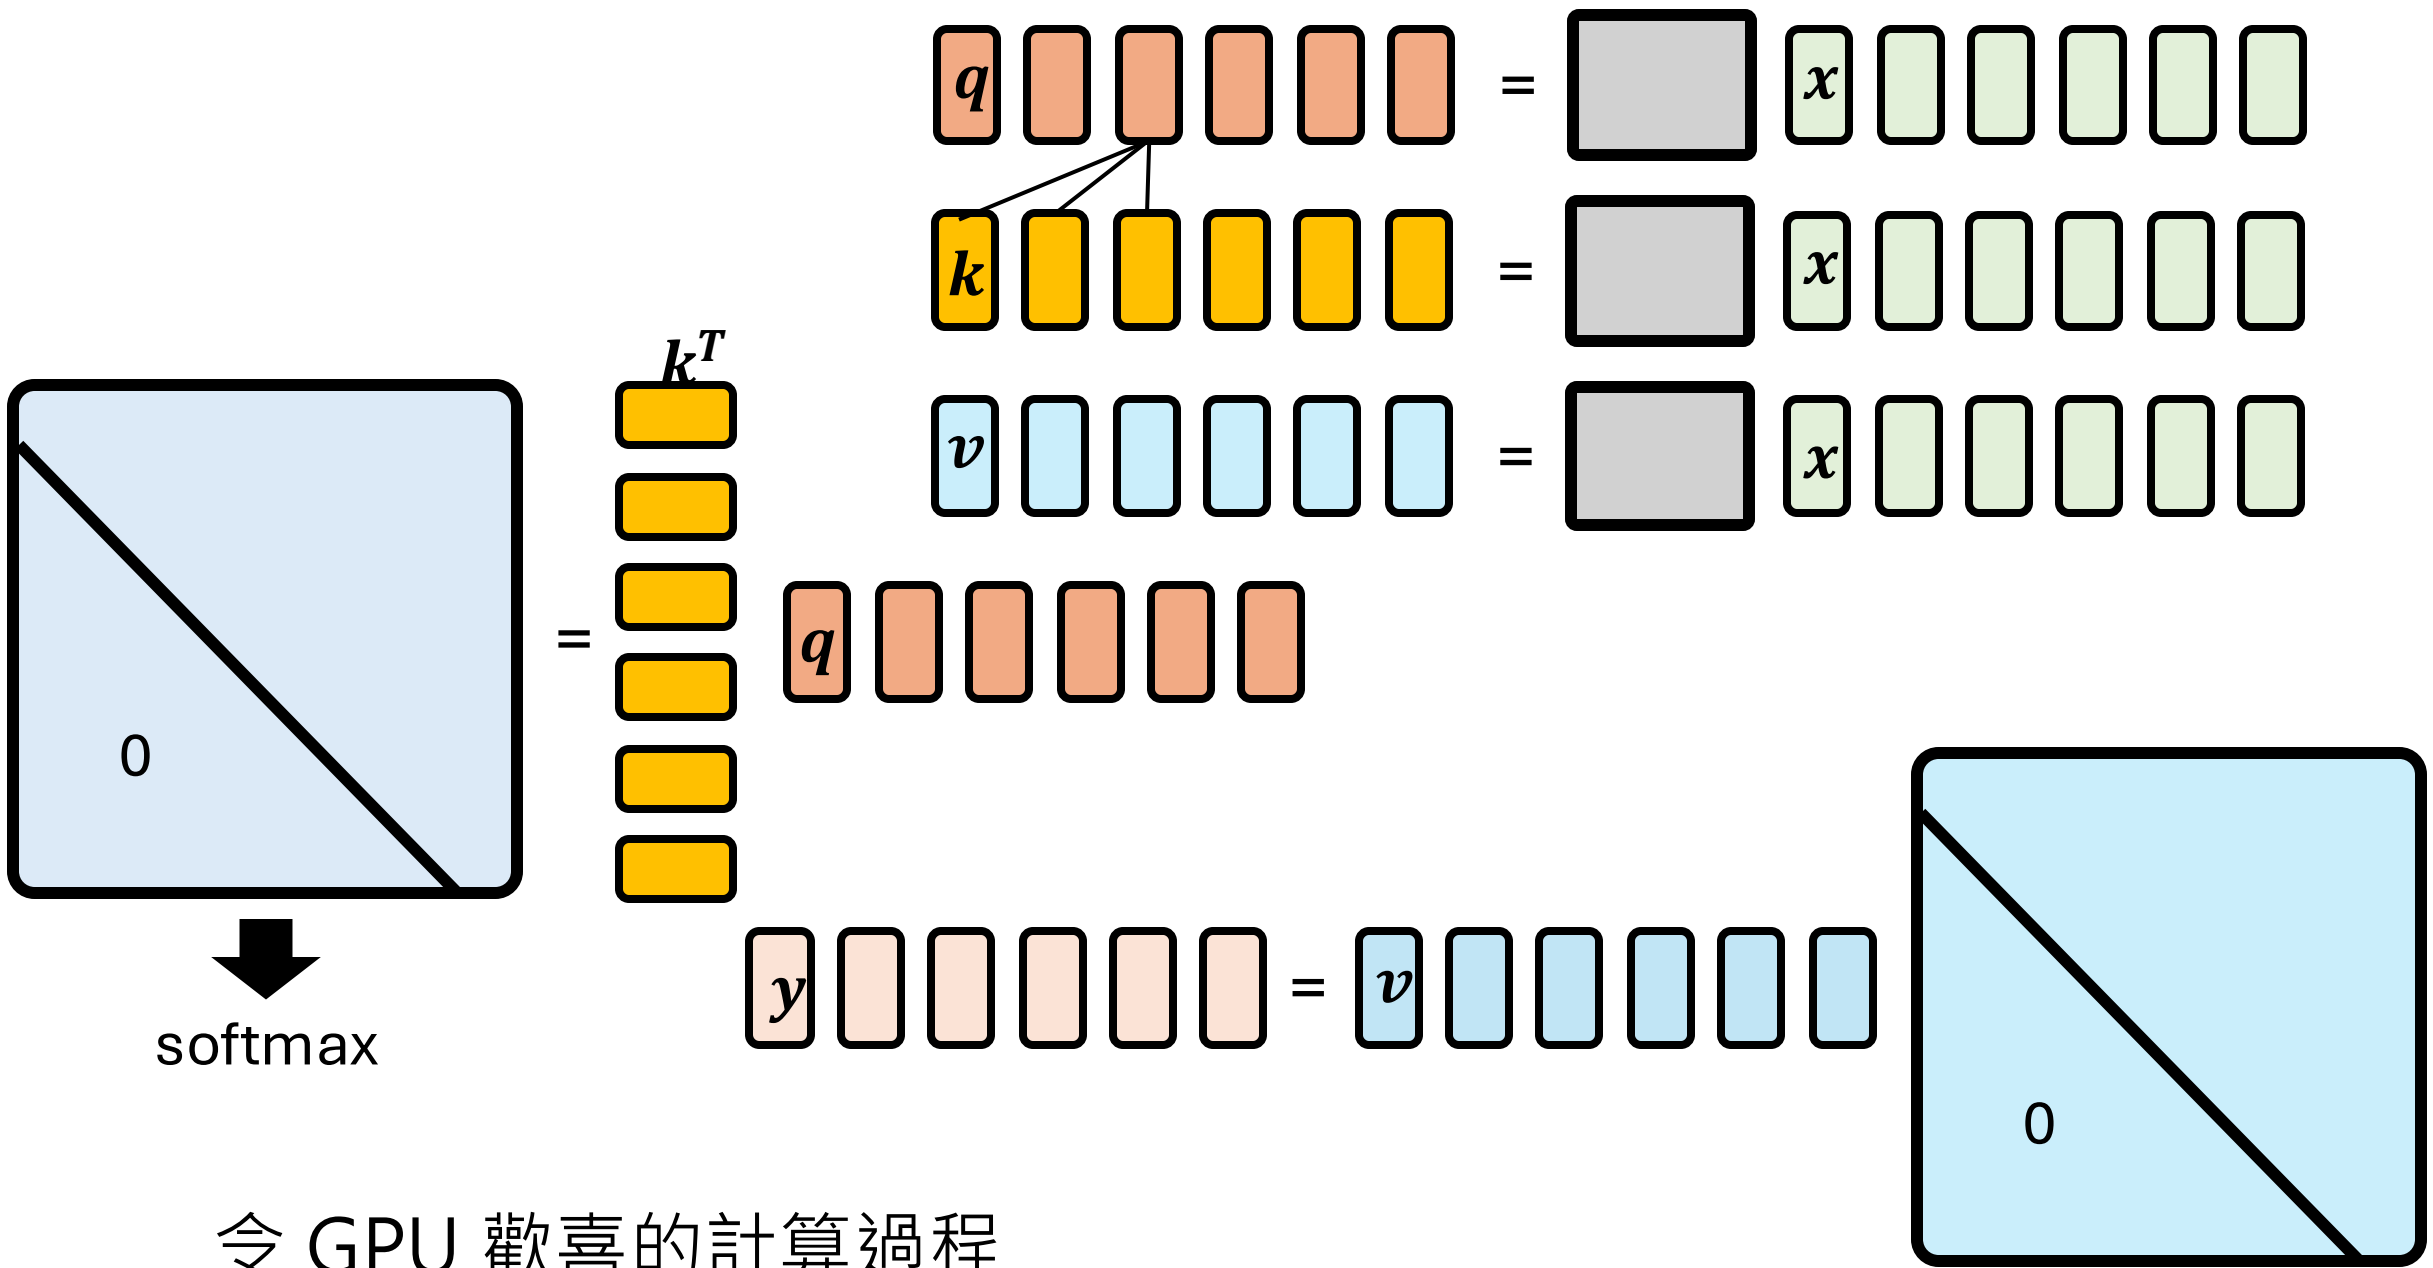 q = x
k = x
k^T
v = x
= q
0
softmax
y = v
0
令 GPU 歡喜的計算過程